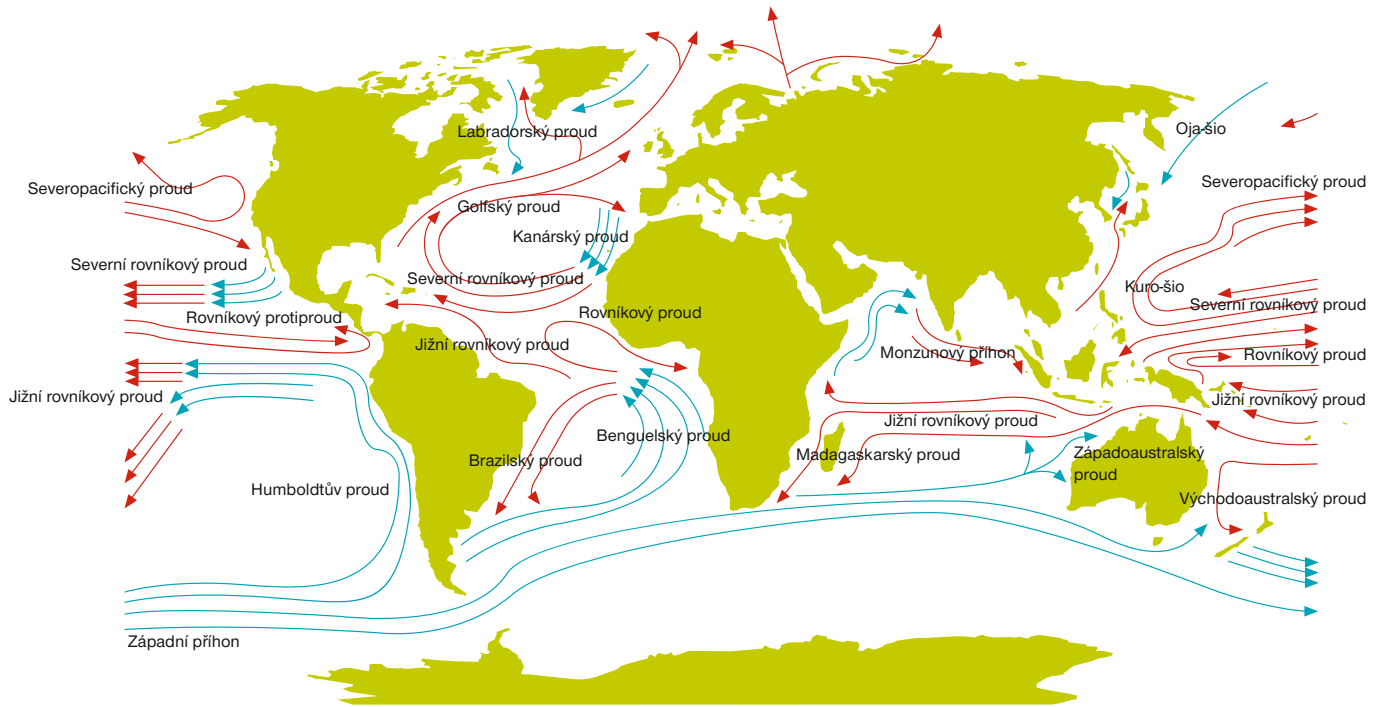 Labradorský proud
Oja-šio
Severopacifický proud
Severopacifický proud
Golfský proud
Kanárský proud
Severní rovníkový proud
Severní rovníkový proud
Kuro-šio
Severní rovníkový proud
Rovníkový protiproud
Rovníkový proud
Jižní rovníkový proud
Monzunový příhon
Rovníkový proud
Jižní rovníkový proud
Jižní rovníkový proud
Jižní rovníkový proud
Benguelský proud
Brazilský proud
Madagaskarský proud
Západoaustralský
proud
Humboldtův proud
Východoaustralský proud
Západní příhon